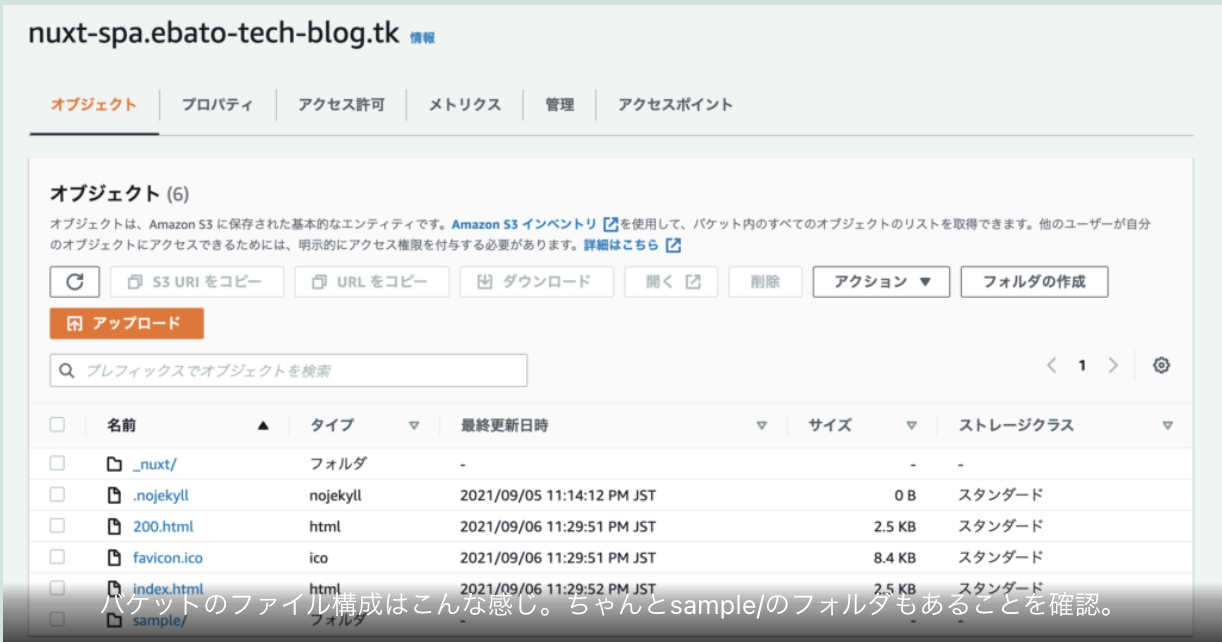 nuxt-spa.ebato-tech-blog.tk 情報
オブジェクト プロパティ アクセス許可 メトリクス 管理 アクセスポイント
オブジェクト (6)
オブジェクトは、Amazon S3 に保存された基本的なエンティティです。Amazon S3 インベントリ を使用して、バケット内のすべてのオブジェクトのリストを取得できます。他のユーザーが自分
のオブジェクトにアクセスできるためには、明示的にアクセス権限を付与する必要があります。詳細はこちら
S3 URI をコピー URL をコピー ダウンロード 開く 削除 アクション ▼ フォルダの作成
アップロード
プレフィックスでオブジェクトを検索 < 1 >
名前 ▲ タイプ ▽ 最終更新日時 ▽ サイズ ▽ ストレージクラス ▽
_nuxt/ フォルダ - - -
.nojekyll nojekyll 2021/09/05 11:14:12 PM JST 0 B スタンダード
200.html html 2021/09/06 11:29:51 PM JST 2.5 KB スタンダード
favicon.ico ico 2021/09/06 11:29:51 PM JST 8.4 KB スタンダード
index.html html 2021/09/06 11:29:52 PM JST 2.5 KB スタンダード
バケットのファイル構成はこんな感じ。ちゃんとsample/のフォルダもあることを確認。
sample/ フォルダ - - -